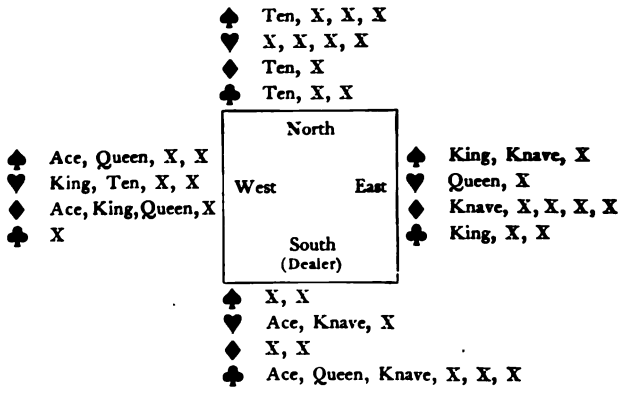 ♠ Ten, X, X, X
♥ X, X, X, X
♦ Ten, X
♣ Ten, X, X
North
♠ Ace, Queen, X, X
♥ King, Ten, X, X
♦ Ace, King, Queen, X
♣ X
West
East
♠ King, Knave, X
♥ Queen, X
♦ Knave, X, X, X, X
♣ King, X, X
South
(Dealer)
♠ X, X
♥ Ace, Knave, X
♦ X, X
♣ Ace, Queen, Knave, X, X, X